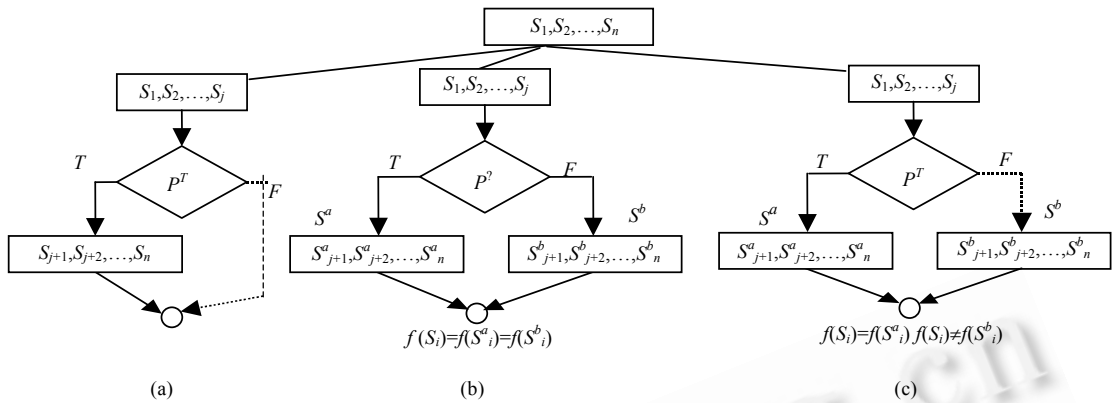 S₁,S₂,…,Sₙ
S₁,S₂,…,Sⱼ
Pᵀ
T
F
Sⱼ₊₁,Sⱼ₊₂,…,Sₙ
(a)
S₁,S₂,…,Sⱼ
P?
T
F
Sᵃ
Sᵇ
Sᵃⱼ₊₁,Sᵃⱼ₊₂,…,Sᵃₙ
Sᵇⱼ₊₁,Sᵇⱼ₊₂,…,Sᵇₙ
f (Sᵢ)=f(Sᵃᵢ)=f(Sᵇᵢ)
(b)
S₁,S₂,…,Sⱼ
Pᵀ
T
F
Sᵃ
Sᵇ
Sᵃⱼ₊₁,Sᵃⱼ₊₂,…,Sᵃₙ
Sᵇⱼ₊₁,Sᵇⱼ₊₂,…,Sᵇₙ
f(Sᵢ)=f(Sᵃᵢ) f(Sᵢ)≠f(Sᵇᵢ)
(c)